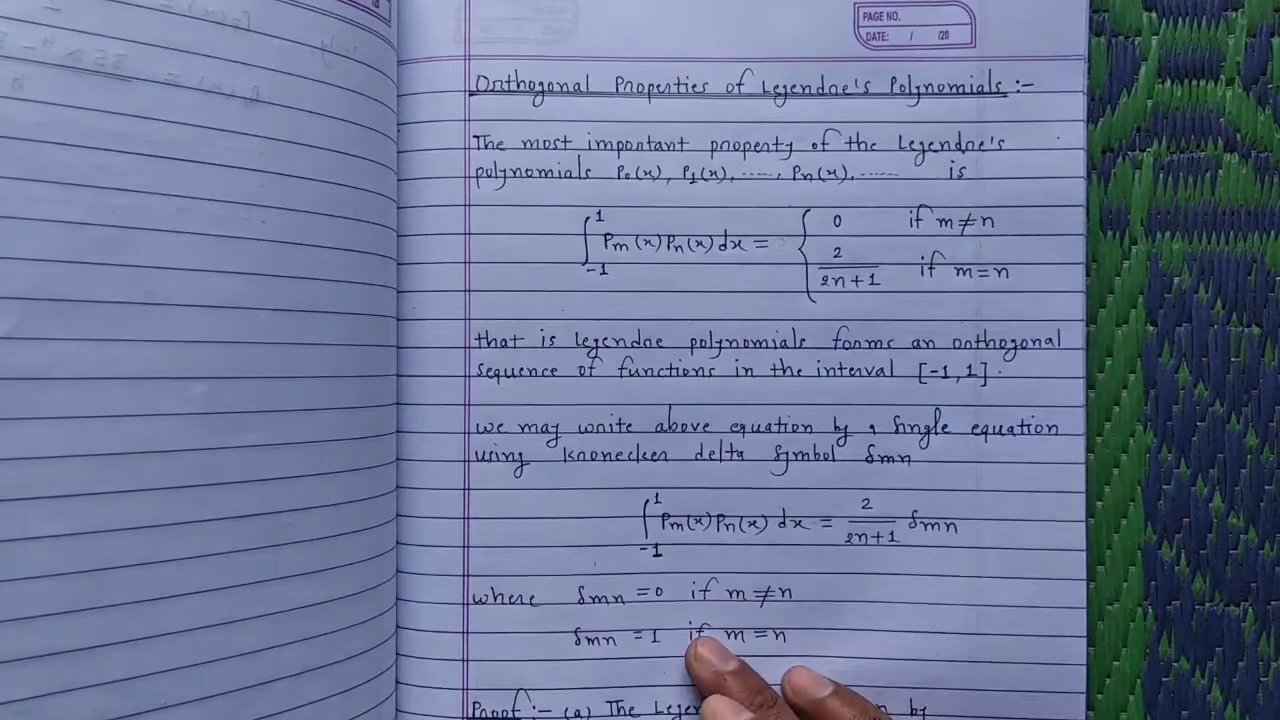 PAGE NO.
DATE: / /20
Orthogonal Properties of Legendre's Polynomials :-
The most important property of the Legendre's
polynomials P₀(x), P₁(x), ....., Pn(x), ...... is
∫₋₁¹ Pm(x) Pn(x) dx = { 0 if m ≠ n
2/(2n+1) if m = n
that is legendre polynomials forms an orthogonal
sequence of functions in the interval [-1, 1].
we may write above equation by a single equation
using kronecker delta symbol δmn
∫₋₁¹ Pm(x) Pn(x) dx = 2/(2n+1) δmn
where δmn = 0 if m ≠ n
δmn = 1 if m = n
Proof :- (a) The by